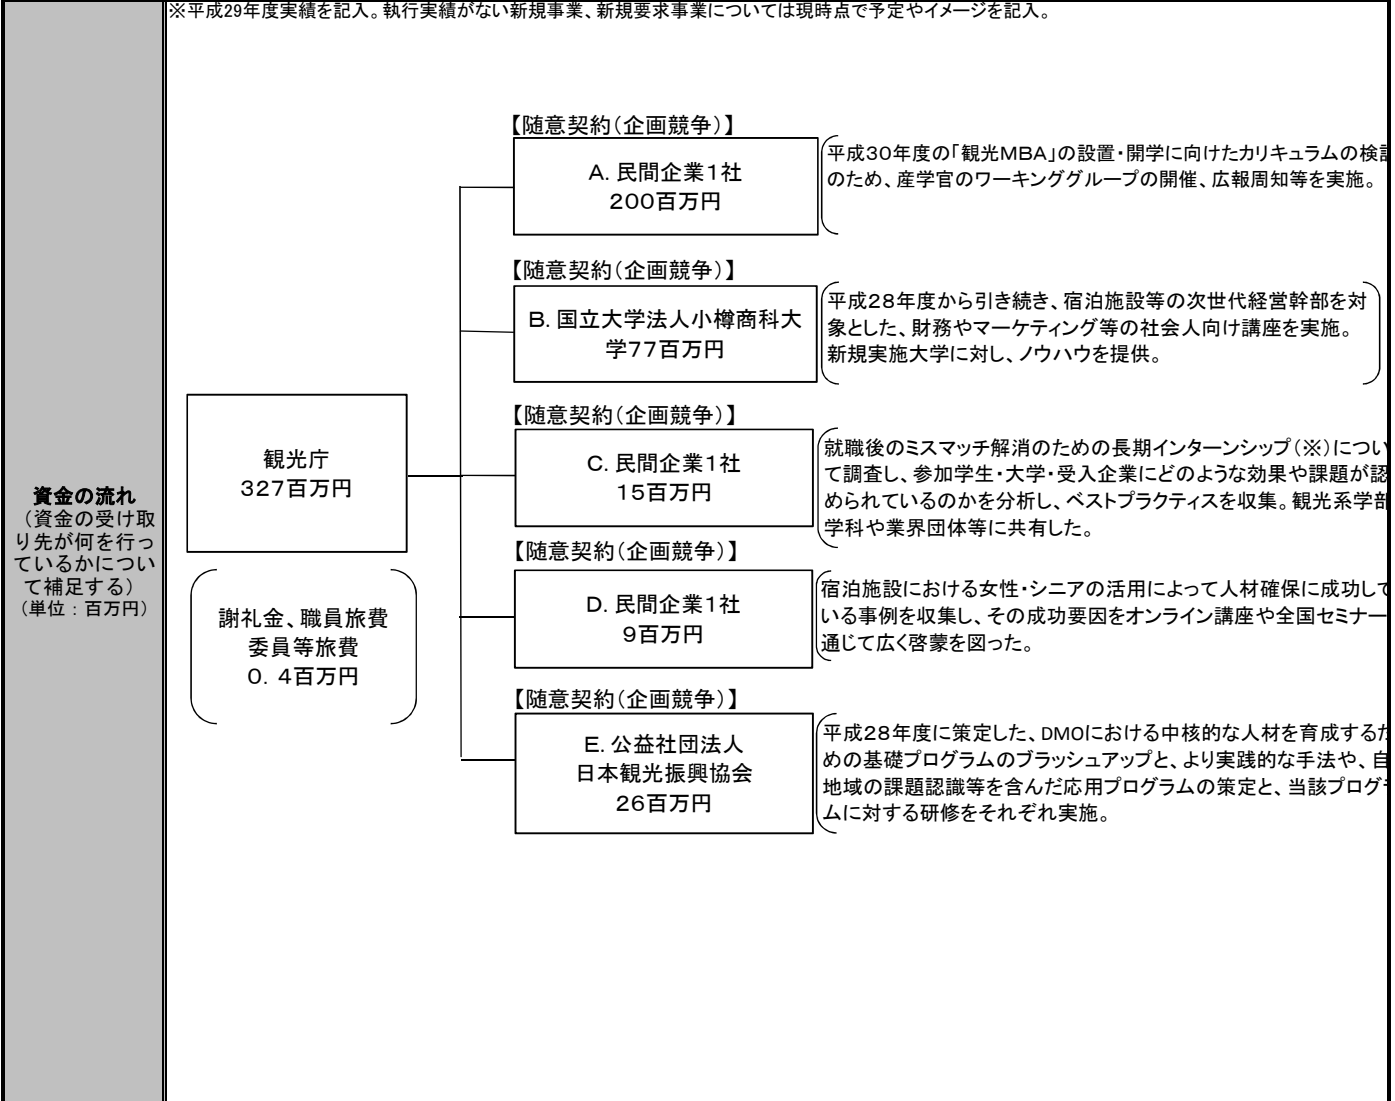 ※平成29年度実績を記入。執行実績がない新規事業、新規要求事業については現時点で予定やイメージを記入。
資金の流れ
（資金の受け取
り先が何を行っ
ているかについ
て補足する）
（単位：百万円）
観光庁
327百万円
謝礼金、職員旅費
委員等旅費
0．4百万円
【随意契約（企画競争）】
A．民間企業1社
200百万円
平成30年度の「観光MBA」の設置・開学に向けたカリキュラムの検討
のため、産学官のワーキンググループの開催、広報周知等を実施。
【随意契約（企画競争）】
B．国立大学法人小樽商科大
学77百万円
平成28年度から引き続き、宿泊施設等の次世代経営幹部を対
象とした、財務やマーケティング等の社会人向け講座を実施。
新規実施大学に対し、ノウハウを提供。
【随意契約（企画競争）】
C．民間企業1社
15百万円
就職後のミスマッチ解消のための長期インターンシップ（※）につい
て調査し、参加学生・大学・受入企業にどのような効果や課題が認
められているのかを分析し、ベストプラクティスを収集。観光系学部
学科や業界団体等に共有した。
【随意契約（企画競争）】
D．民間企業1社
9百万円
宿泊施設における女性・シニアの活用によって人材確保に成功して
いる事例を収集し、その成功要因をオンライン講座や全国セミナー
通じて広く啓蒙を図った。
【随意契約（企画競争）】
E．公益社団法人
日本観光振興協会
26百万円
平成28年度に策定した、DMOにおける中核的な人材を育成するた
めの基礎プログラムのブラッシュアップと、より実践的な手法や、自
地域の課題認識等を含んだ応用プログラムの策定と、当該プログラ
ムに対する研修をそれぞれ実施。